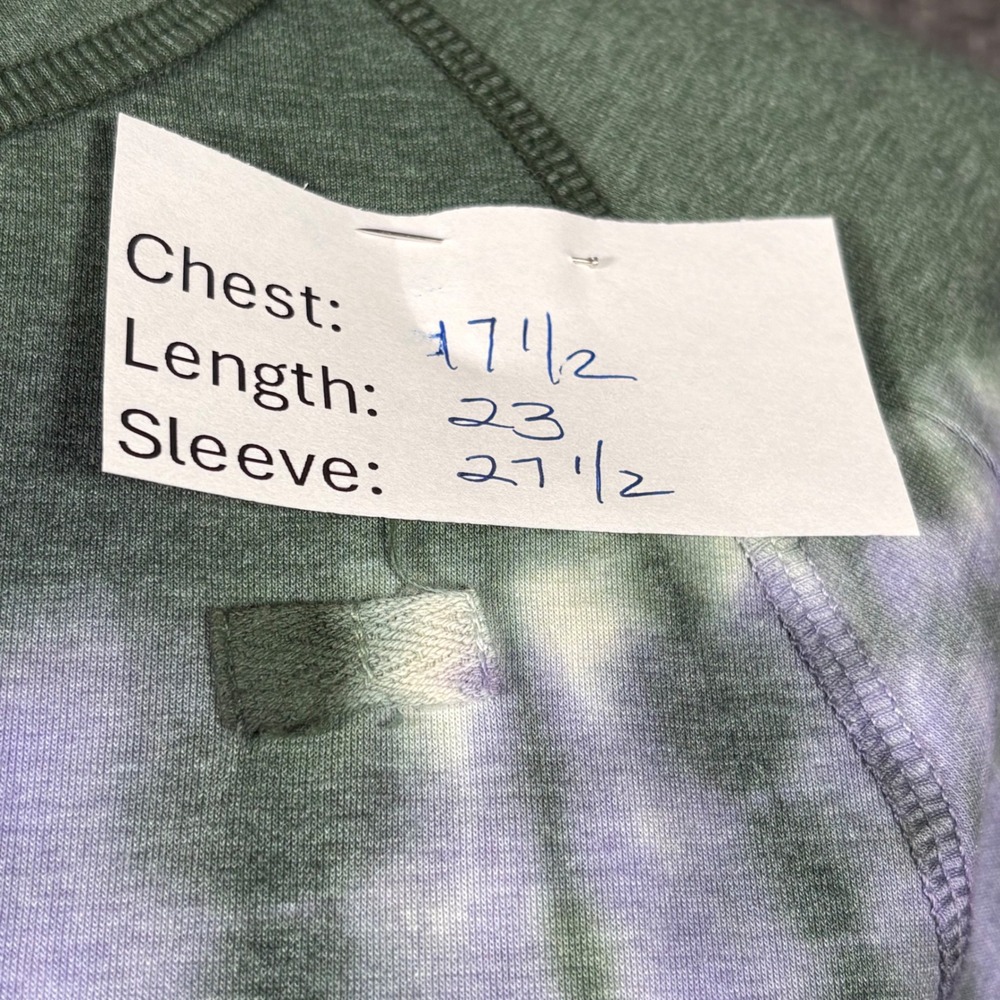 Chest: 17 1/2
Length: 23
Sleeve: 27 1/2